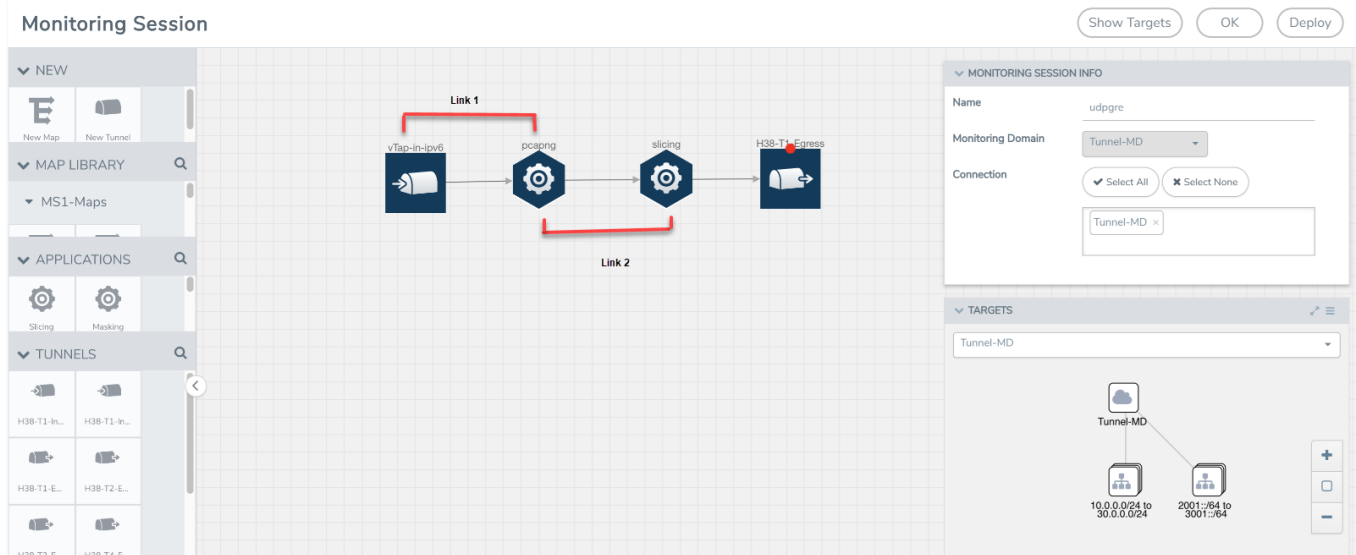 Monitoring Session
Show Targets
OK
Deploy
NEW
New Map
New Tunnel
MAP LIBRARY
MS1-Maps
APPLICATIONS
Slicing
Masking
TUNNELS
H38-T1-In...
H38-T1-In...
H38-T1-E...
H38-T2-E...
Link 1
vTap-in-ipv6
pcapng
slicing
H38-T1-Egress
Link 2
MONITORING SESSION INFO
Name
udpgre
Monitoring Domain
Tunnel-MD
Connection
✔ Select All
✖ Select None
Tunnel-MD ×
TARGETS
Tunnel-MD
Tunnel-MD
10.0.0.0/24 to
30.0.0.0/24
2001::/64 to
3001::/64